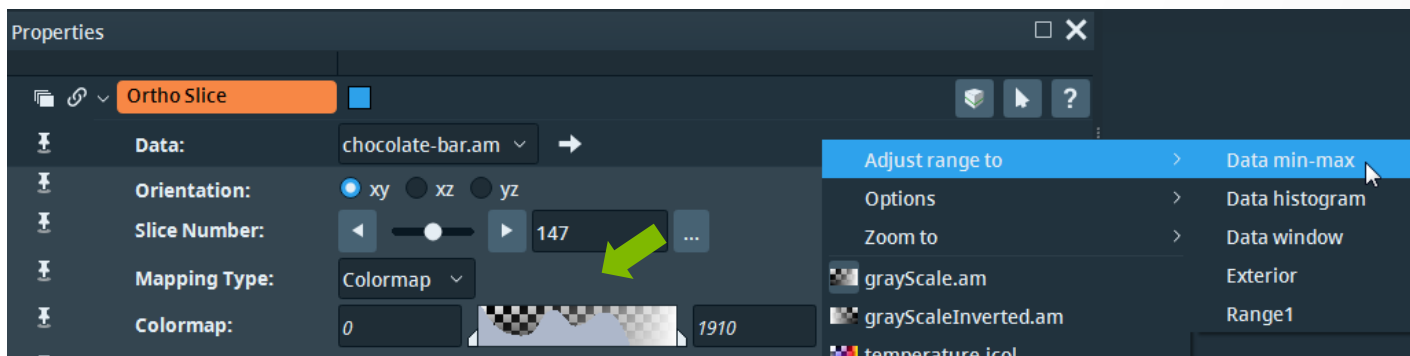 Properties
Ortho Slice
?
Data:
chocolate-bar.am
Orientation:
xy xz yz
Slice Number:
147
...
Mapping Type:
Colormap
Colormap:
0
1910
Adjust range to
Options
Zoom to
grayScale.am
grayScaleInverted.am
temperature.icol
Data min-max
Data histogram
Data window
Exterior
Range1